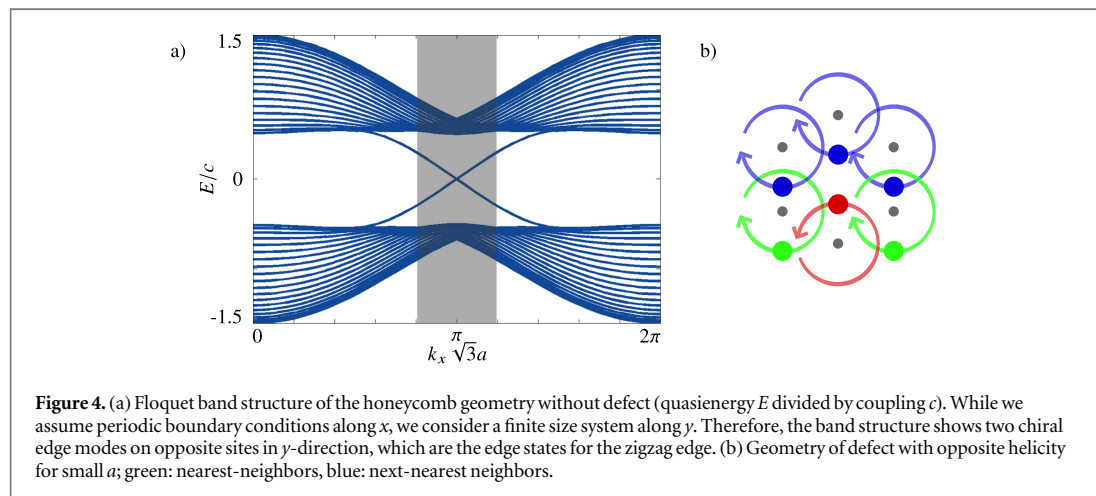 a)
b)
1.5
E/c
0
-1.5
0
π
2π
k_x √3a
Figure 4. (a) Floquet band structure of the honeycomb geometry without defect (quasienergy E divided by coupling c). While we
assume periodic boundary conditions along x, we consider a finite size system along y. Therefore, the band structure shows two chiral
edge modes on opposite sites in y-direction, which are the edge states for the zigzag edge. (b) Geometry of defect with opposite helicity
for small a; green: nearest-neighbors, blue: next-nearest neighbors.